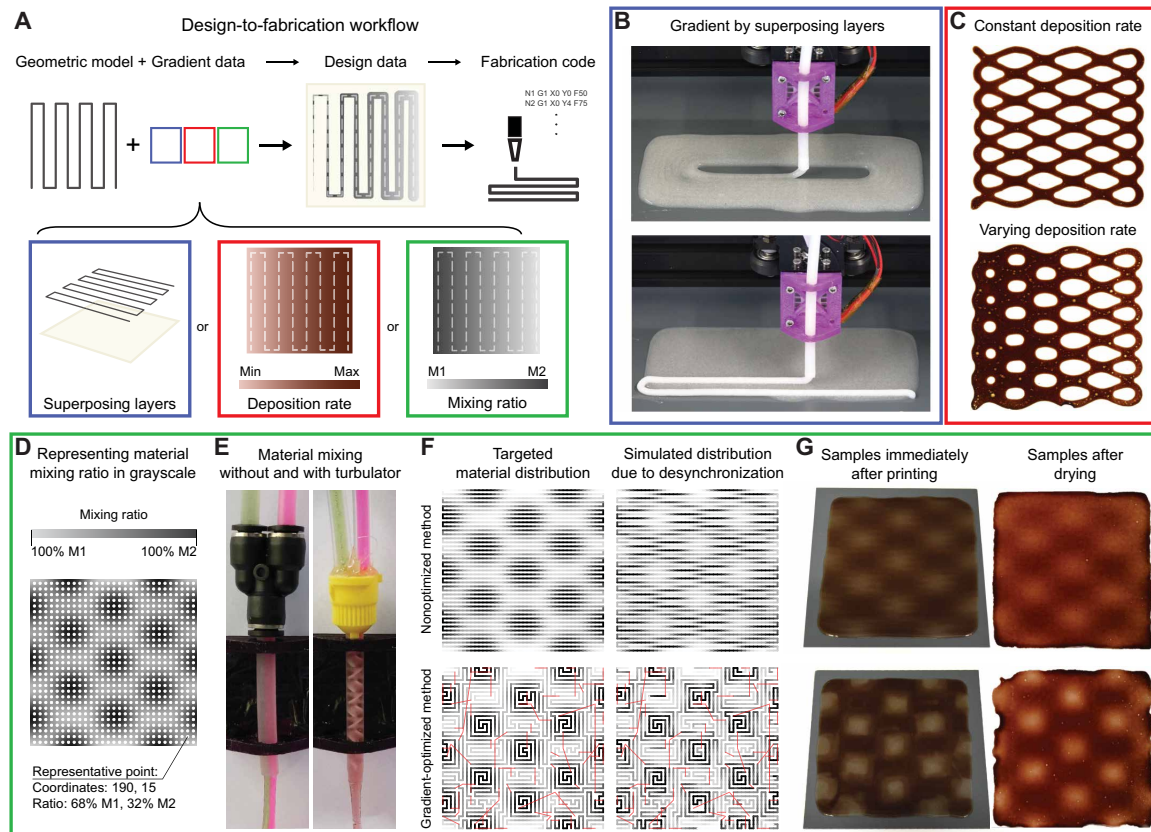 A
Design-to-fabrication workflow
Geometric model + Gradient data
Design data
Fabrication code
N1 G1 X0 Y0 F50
N2 G1 X0 Y4 F75
+
or
or
Superposing layers
Min Max
Deposition rate
M1 M2
Mixing ratio
B
Gradient by superposing layers
C
Constant deposition rate
Varying deposition rate
D
Representing material
mixing ratio in grayscale
Mixing ratio
100% M1 100% M2
Representative point:
Coordinates: 190, 15
Ratio: 68% M1, 32% M2
E
Material mixing
without and with turbulator
F
Targeted
material distribution
Simulated distribution
due to desynchronization
Nonoptimized method
Gradient-optimized method
G
Samples immediately
after printing
Samples after
drying